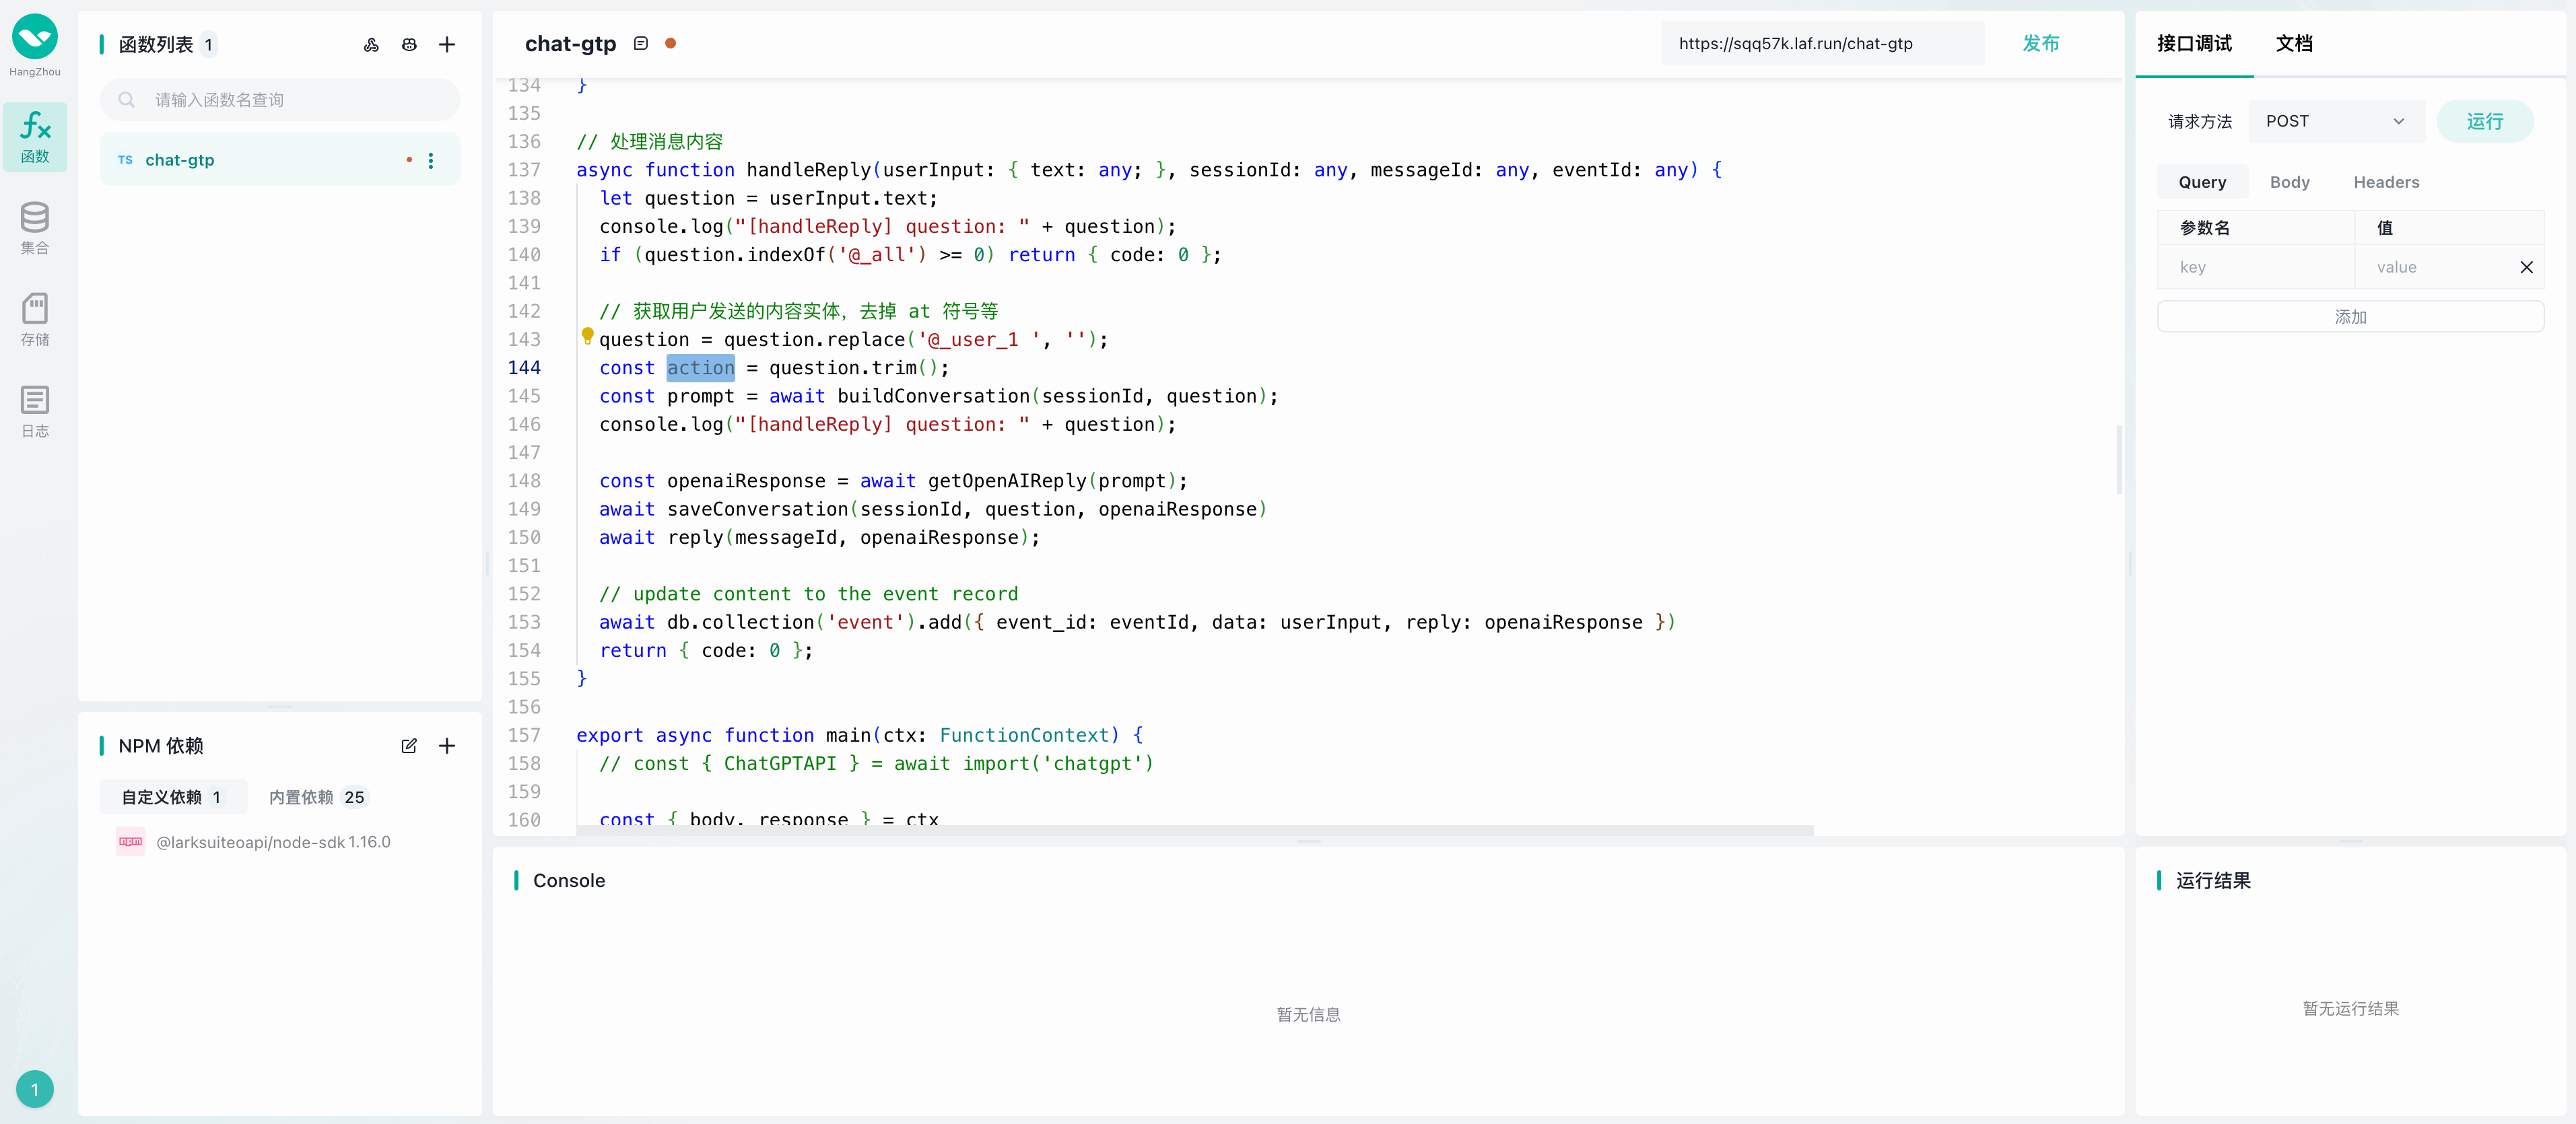 HangZhou
函数
集合
存储
日志
1
函数列表 1
请输入函数名查询
TS chat-gtp
NPM 依赖
自定义依赖 1 内置依赖 25
@larksuiteoapi/node-sdk 1.16.0
chat-gtp https://sqq57k.laf.run/chat-gtp 发布
134 }
135
136 // 处理消息内容
137 async function handleReply(userInput: { text: any; }, sessionId: any, messageId: any, eventId: any) {
138 let question = userInput.text;
139 console.log("[handleReply] question: " + question);
140 if (question.indexOf('@_all') >= 0) return { code: 0 };
141
142 // 获取用户发送的内容实体，去掉 at 符号等
143 question = question.replace('@_user_1 ', '');
144 const action = question.trim();
145 const prompt = await buildConversation(sessionId, question);
146 console.log("[handleReply] question: " + question);
147
148 const openaiResponse = await getOpenAIReply(prompt);
149 await saveConversation(sessionId, question, openaiResponse)
150 await reply(messageId, openaiResponse);
151
152 // update content to the event record
153 await db.collection('event').add({ event_id: eventId, data: userInput, reply: openaiResponse })
154 return { code: 0 };
155 }
156
157 export async function main(ctx: FunctionContext) {
158 // const { ChatGPTAPI } = await import('chatgpt')
159
160 const { body, response } = ctx
Console
暂无信息
接口调试 文档
请求方法 POST 运行
Query Body Headers
参数名 值
key value
添加
运行结果
暂无运行结果